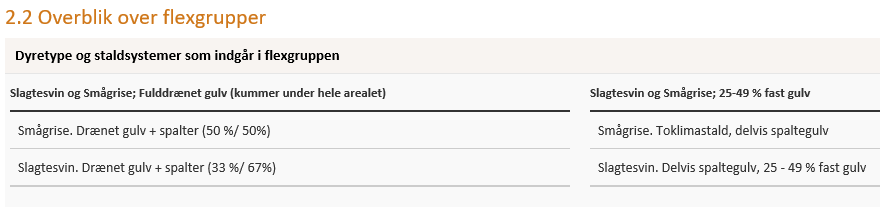 2.2 Overblik over flexgrupper
Dyretype og staldsystemer som indgår i flexgruppen
Slagtesvin og Smågrise; Fulddrænet gulv (kummer under hele arealet)
Slagtesvin og Smågrise; 25-49 % fast gulv
Smågrise. Drænet gulv + spalter (50 %/ 50%)
Smågrise. Toklimastald, delvis spaltegulv
Slagtesvin. Drænet gulv + spalter (33 %/ 67%)
Slagtesvin. Delvis spaltegulv, 25 - 49 % fast gulv